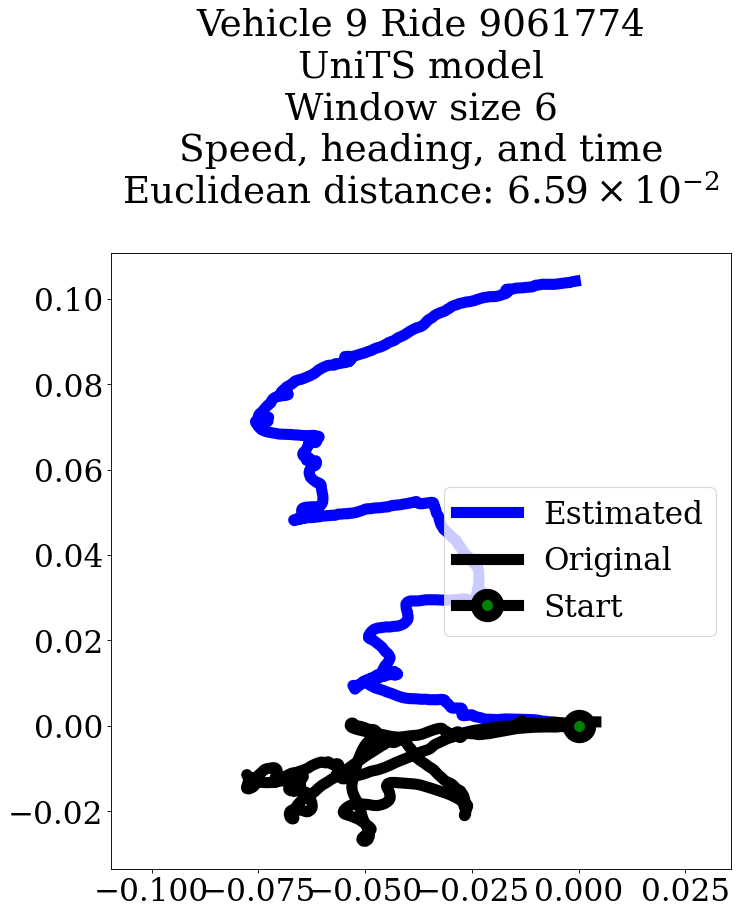 Vehicle 9 Ride 9061774
UniTS model
Window size 6
Speed, heading, and time
Euclidean distance: 6.59 × 10⁻²
0.10
0.08
0.06
0.04
0.02
0.00
−0.02
Estimated
Original
Start
−0.100 −0.075 −0.050 −0.025 0.000 0.025